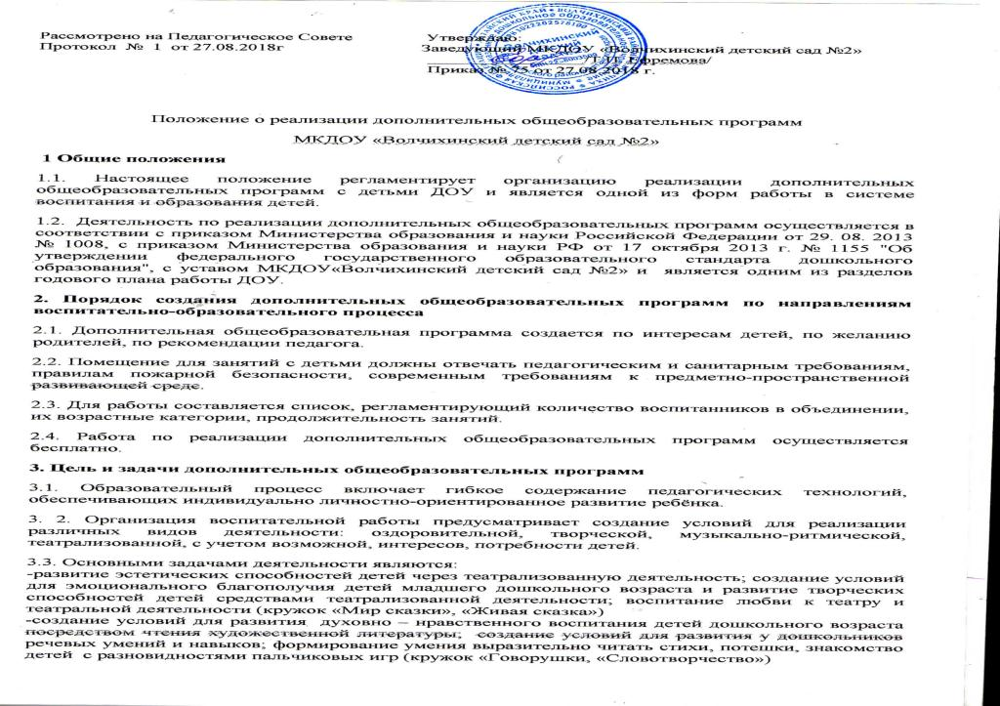 Рассмотрено на Педагогическое Совете
Протокол № 1 от 27.08.2018г
Утверждаю:
Заведующий МКДОУ «Волчихинский детский сад №2»
Ефремова/
Приказ № 75 от 27.08.2018 г.
Положение о реализации дополнительных общеобразовательных программ
МКДОУ «Волчихинский детский сад №2»
1 Общие положения
1.1. Настоящее положение регламентирует организацию реализации дополнительных
общеобразовательных программ с детьми ДОУ и является одной из форм работы в системе
воспитания и образования детей.
1.2. Деятельность по реализации дополнительных общеобразовательных программ осуществляется в
соответствии с приказом Министерства образования и науки Российской Федерации от 29. 08. 2013
№ 1008, с приказом Министерства образования и науки РФ от 17 октября 2013 г. № 1155 "Об
утверждении федерального государственного образовательного стандарта дошкольного
образования", с уставом МКДОУ«Волчихинский детский сад №2» и является одним из разделов
годового плана работы ДОУ.
2. Порядок создания дополнительных общеобразовательных программ по направлениям
воспитательно-образовательного процесса
2.1. Дополнительная общеобразовательная программа создается по интересам детей, по желанию
родителей, по рекомендации педагога.
2.2. Помещение для занятий с детьми должны отвечать педагогическим и санитарным требованиям,
правилам пожарной безопасности, современным требованиям к предметно-пространственной
развивающей среде.
2.3. Для работы составляется список, регламентирующий количество воспитанников в объединении,
их возрастные категории, продолжительность занятий.
2.4. Работа по реализации дополнительных общеобразовательных программ осуществляется
бесплатно.
3. Цель и задачи дополнительных общеобразовательных программ
3.1. Образовательный процесс включает гибкое содержание педагогических технологий,
обеспечивающих индивидуально личностно-ориентированное развитие ребёнка.
3. 2. Организация воспитательной работы предусматривает создание условий для реализации
различных видов деятельности: оздоровительной, творческой, музыкально-ритмической,
театрализованной, с учетом возможной, интересов, потребности детей.
3.3. Основными задачами деятельности являются:
-развитие эстетических способностей детей через театрализованную деятельность; создание условий
для эмоционального благополучия детей младшего дошкольного возраста и развитие творческих
способностей детей средствами театрализованной деятельности; воспитание любви к театру и
театральной деятельности (кружок «Мир сказки», «Живая сказка»)
-создание условий для развития духовно – нравственного воспитания детей дошкольного возраста
посредством чтения художественной литературы; создание условий для развития у дошкольников
речевых умений и навыков; формирование умения выразительно читать стихи, потешки, знакомство
детей с разновидностями пальчиковых игр (кружок «Говорушки, «Словотворчество»)